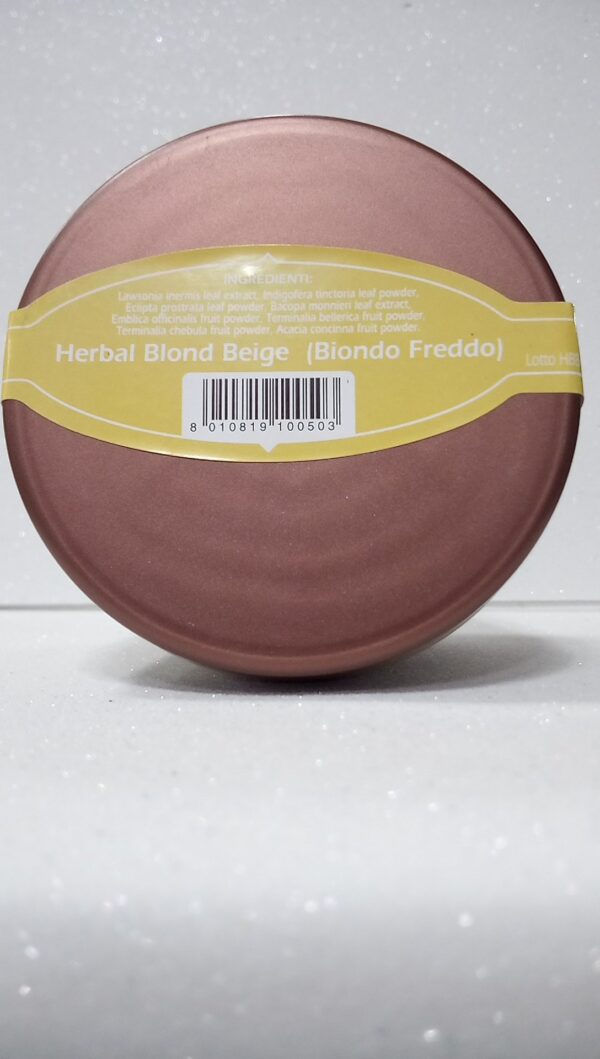 INGREDIENTI:
Lawsonia inermis leaf extract, Indigofera tinctoria leaf powder,
Eclipta prostrata leaf powder, Bacopa monnieri leaf extract,
Emblica officinalis fruit powder, Terminalia bellerica fruit powder,
Terminalia chebula fruit powder, Acacia concinna fruit powder.
Herbal Blond Beige (Biondo Freddo)
Lotto
8 010819 100503